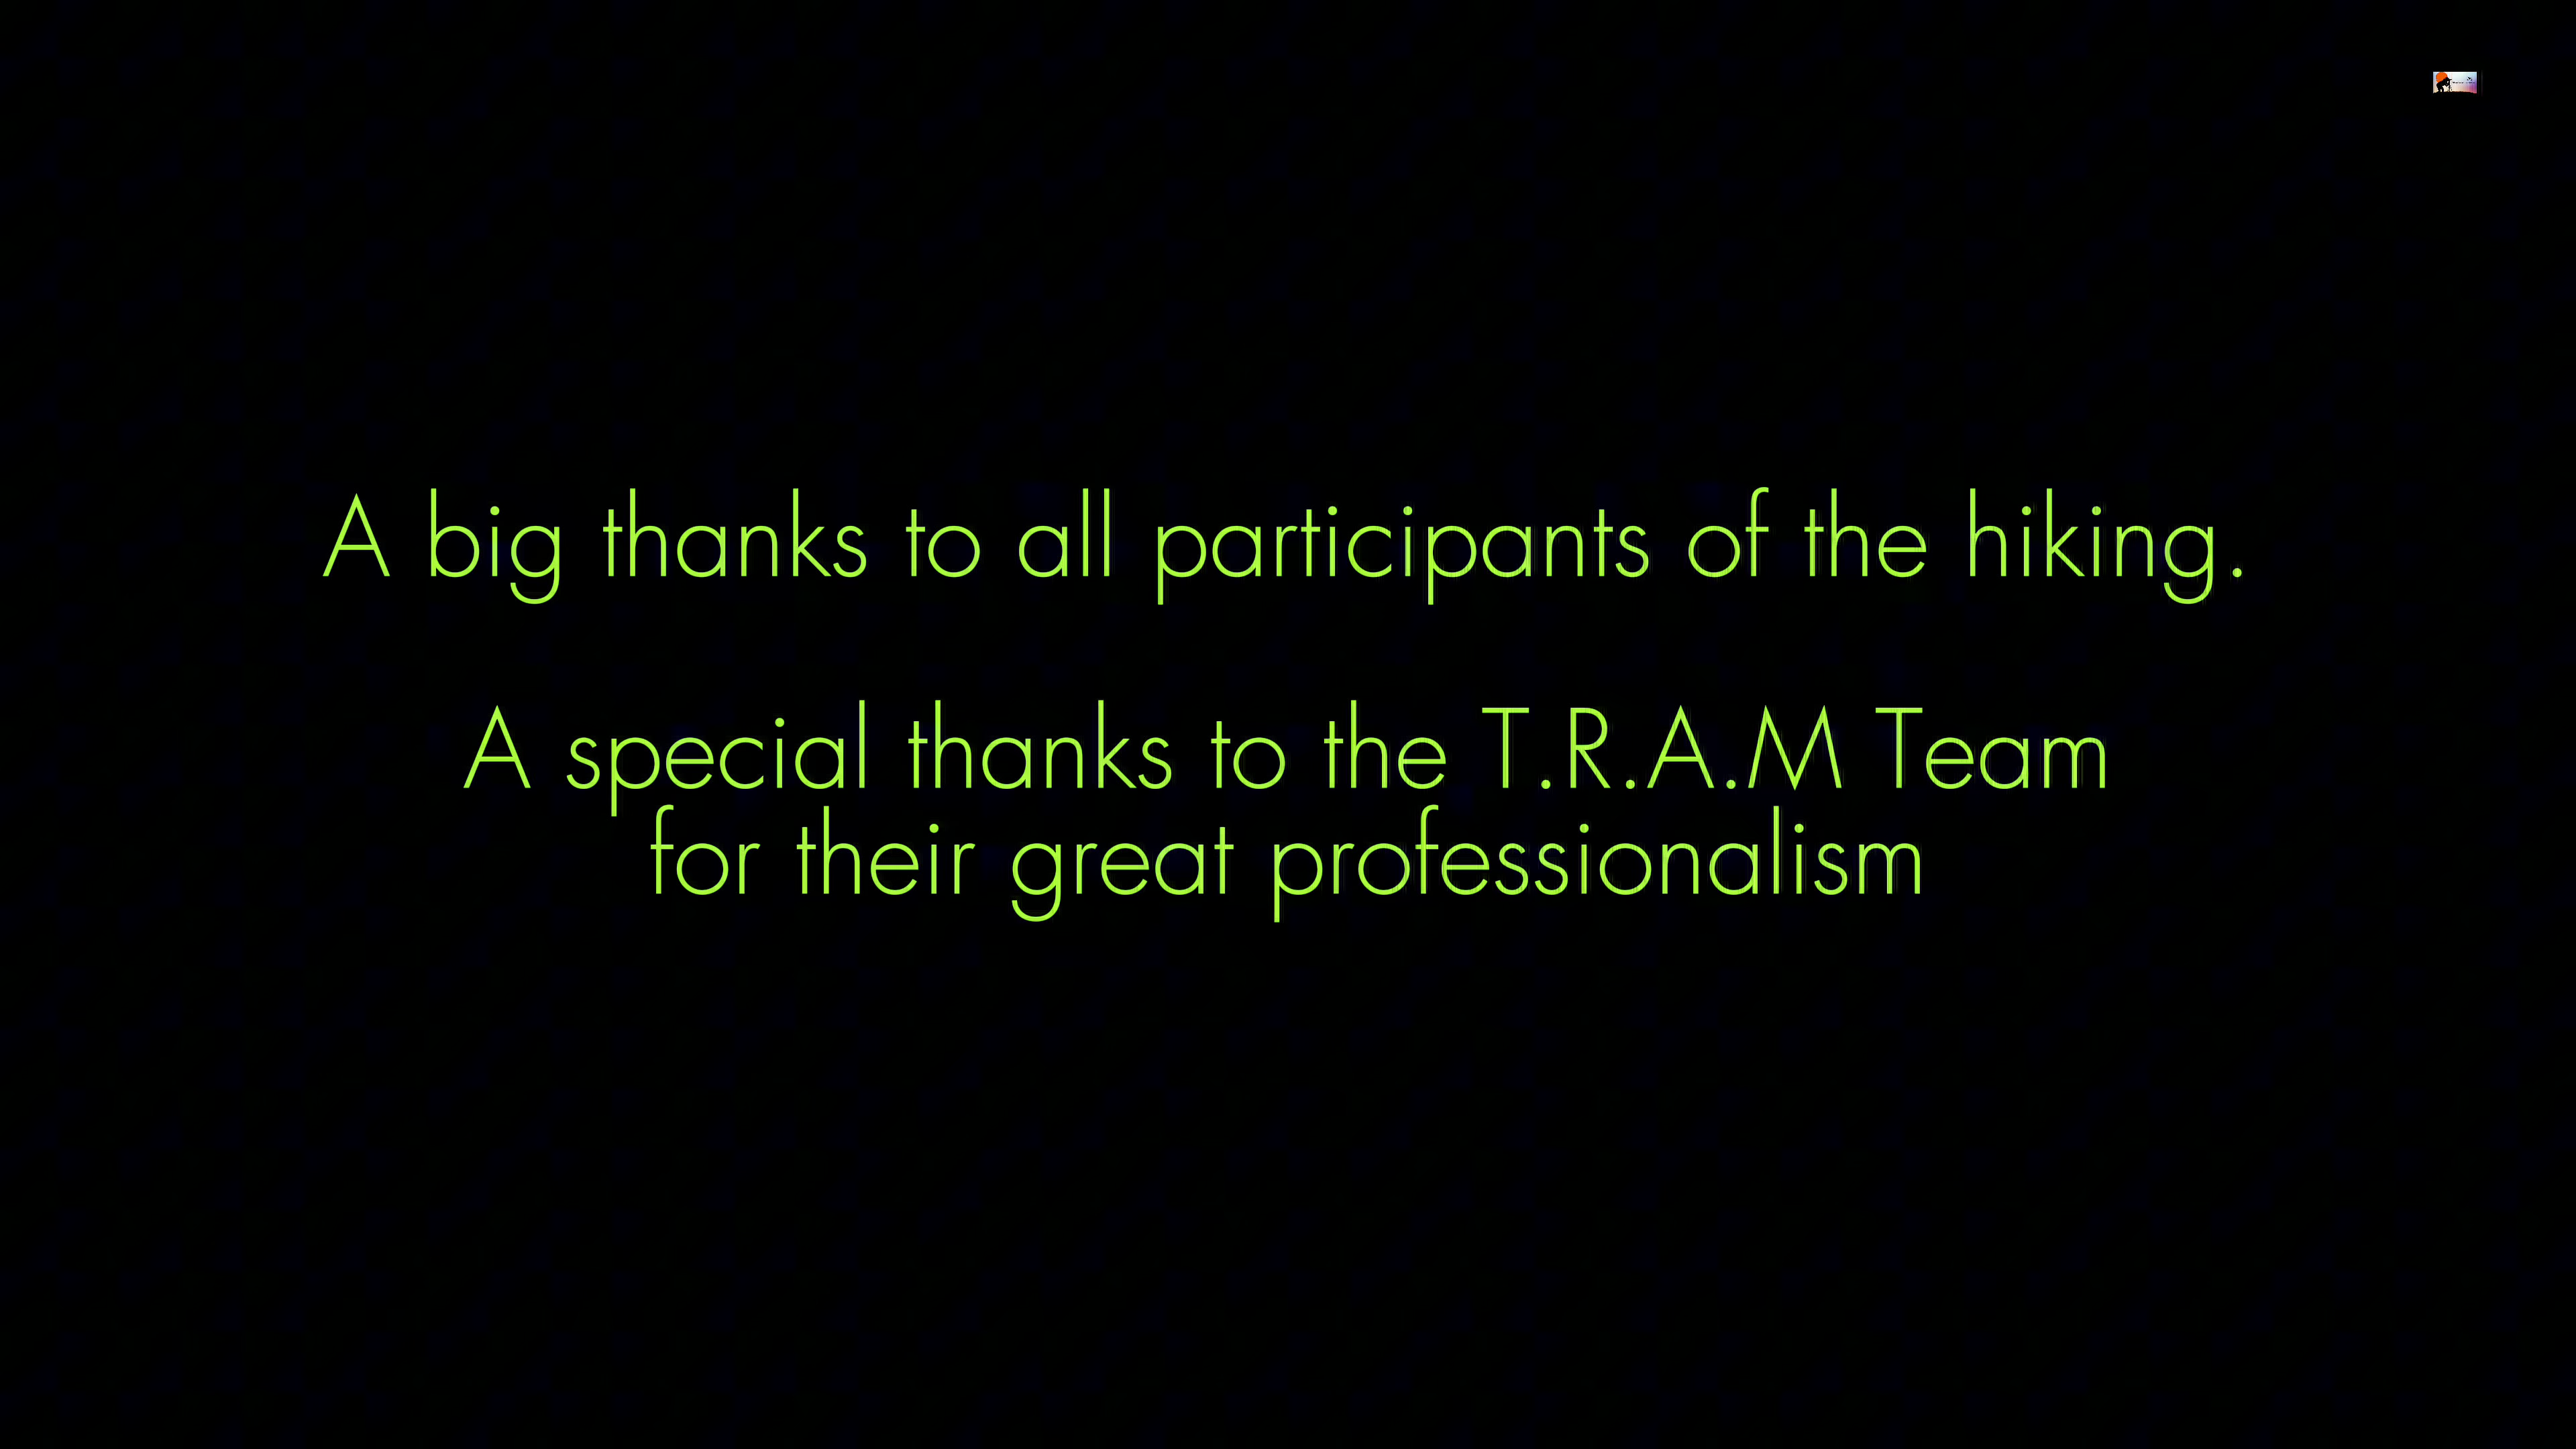 A big thanks to all participants of the hiking.
A special thanks to the T.R.A.M Team
for their great professionalism